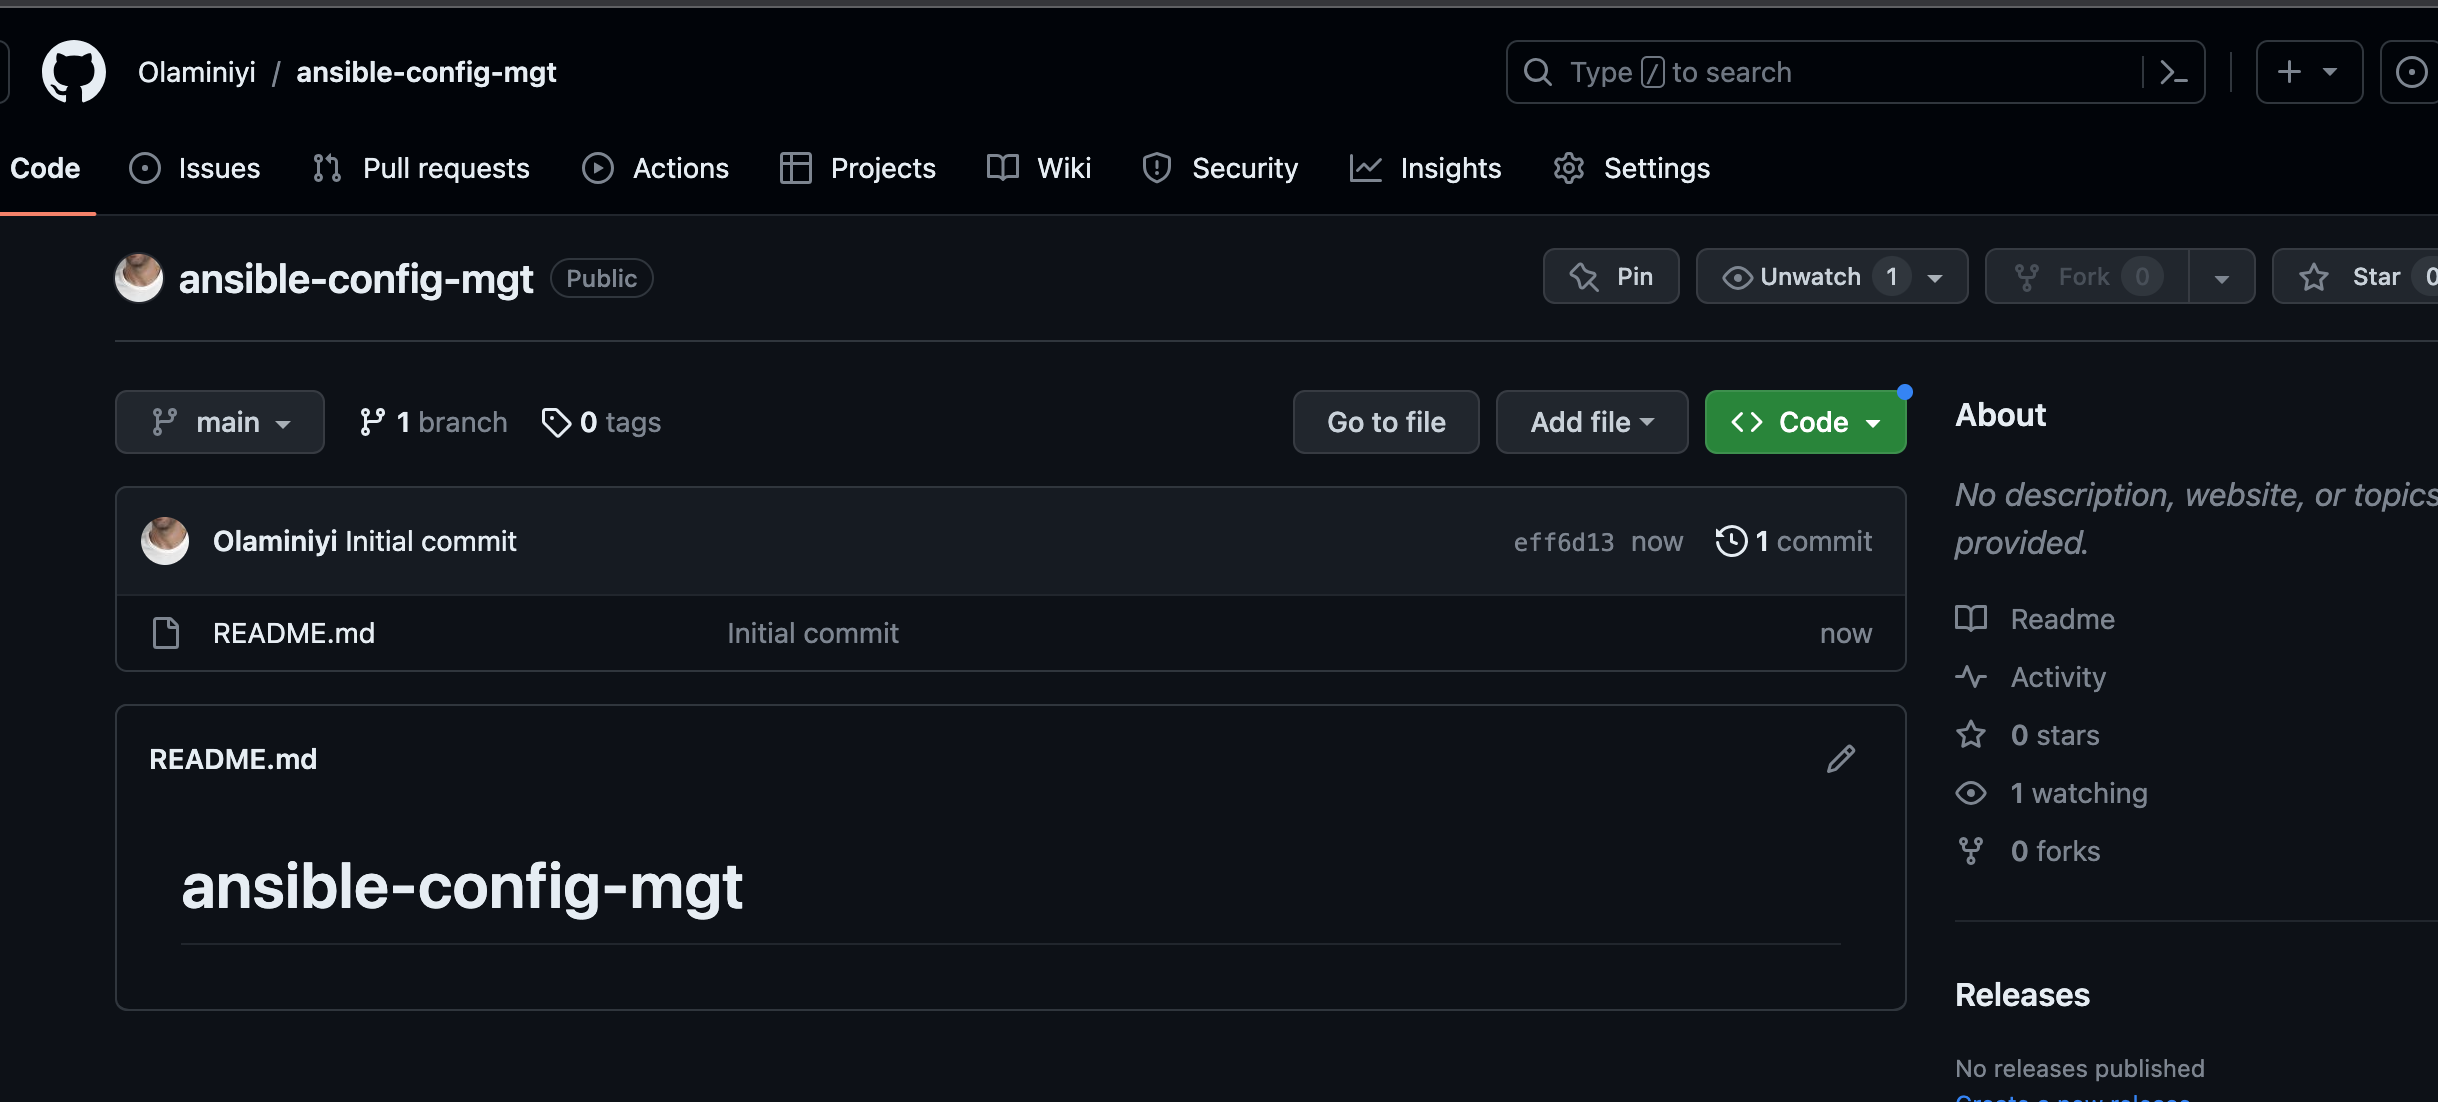 Olaminiyi / ansible-config-mgt
Type / to search
Code Issues Pull requests Actions Projects Wiki Security Insights Settings
ansible-config-mgt Public
Pin Unwatch 1 Fork 0 Star 0
main 1 branch 0 tags Go to file Add file Code
Olaminiyi Initial commit eff6d13 now 1 commit
README.md Initial commit now
README.md
ansible-config-mgt
About
No description, website, or topics
provided.
Readme
Activity
0 stars
1 watching
0 forks
Releases
No releases published
Create a new release